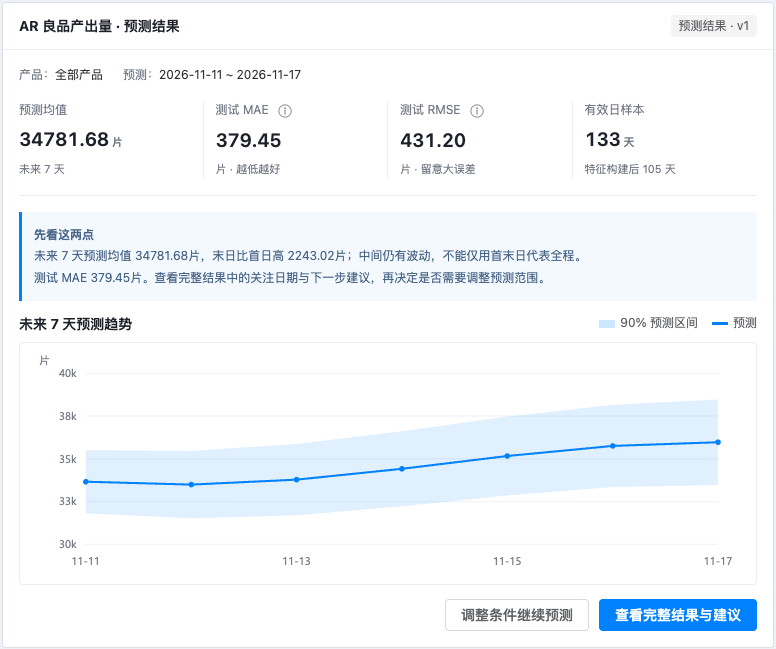 AR 良品产出量 · 预测结果
预测结果 · v1
产品: 全部产品 预测: 2026-11-11 ~ 2026-11-17
预测均值
34781.68 片
未来 7 天
测试 MAE
379.45
片 · 越低越好
测试 RMSE
431.20
片 · 留意大误差
有效日样本
133 天
特征构建后 105 天
先看这两点
未来 7 天预测均值 34781.68片，末日比首日高 2243.02片；中间仍有波动，不能仅用首末日代表全程。
测试 MAE 379.45片。查看完整结果中的关注日期与下一步建议，再决定是否需要调整预测范围。
未来 7 天预测趋势
90% 预测区间 预测
片
40k
38k
35k
33k
30k
11-11 11-13 11-15 11-17
调整条件继续预测 查看完整结果与建议